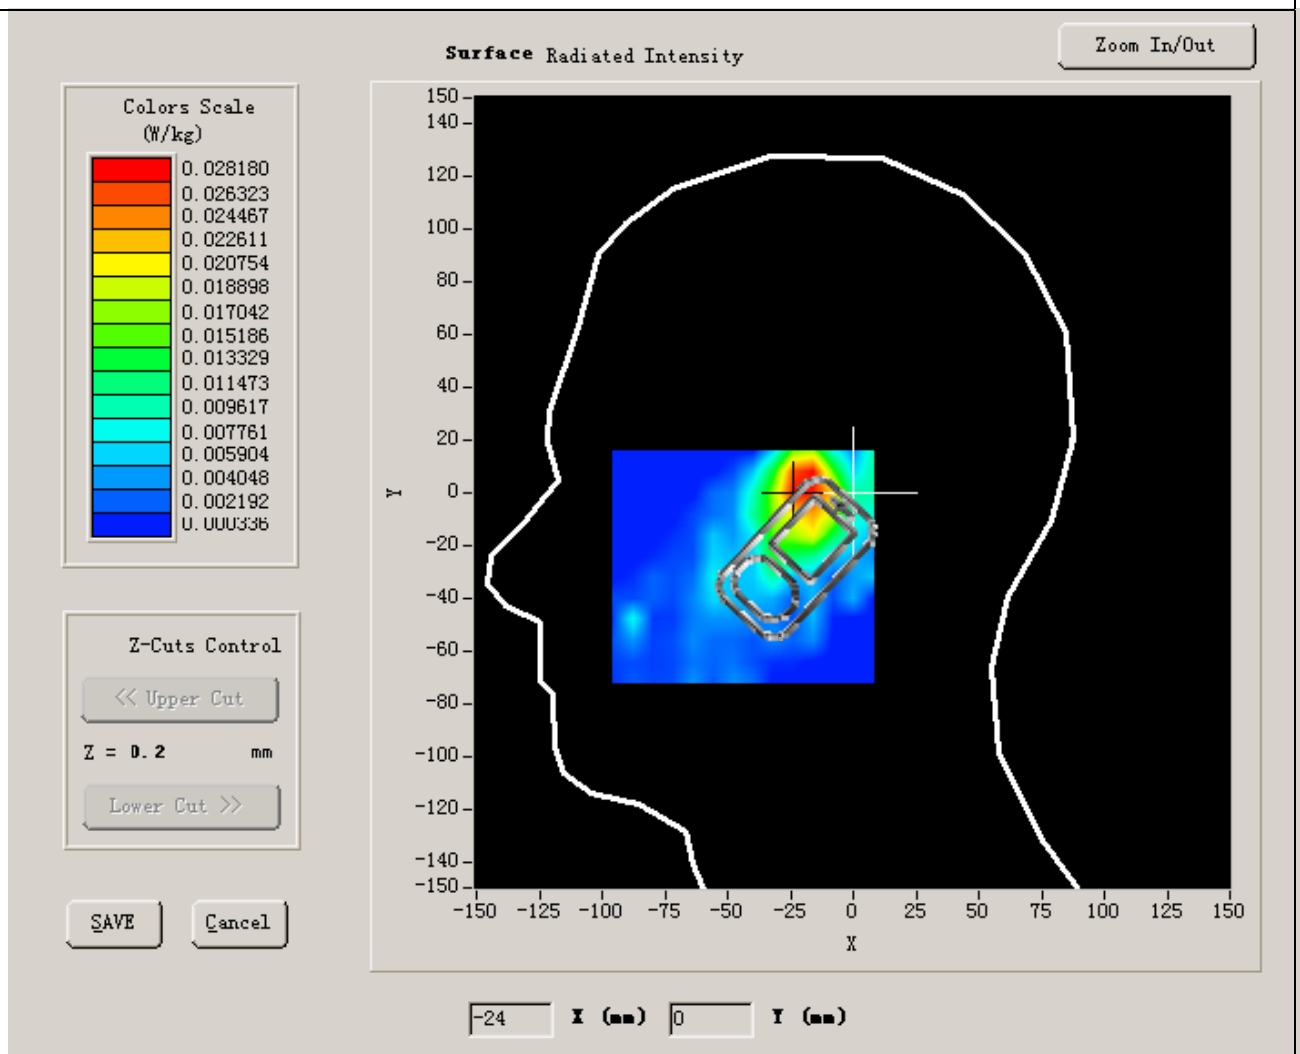 Surface Radiated Intensity
Zoom In/Out
Colors Scale
(W/kg)
0.028180
0.026323
0.024467
0.022611
0.020754
0.018898
0.017042
0.015186
0.013329
0.011473
0.009617
0.007761
0.005904
0.004048
0.002192
0.000336
Z-Cuts Control
<< Upper Cut
Z = 0.2 mm
Lower Cut >>
SAVE Cancel
150
140
120
100
80
60
40
20
0
-20
-40
-60
-80
-100
-120
-140
-150
Y
-150 -125 -100 -75 -50 -25 0 25 50 75 100 125 150
X
-24 X (mm) 0 Y (mm)